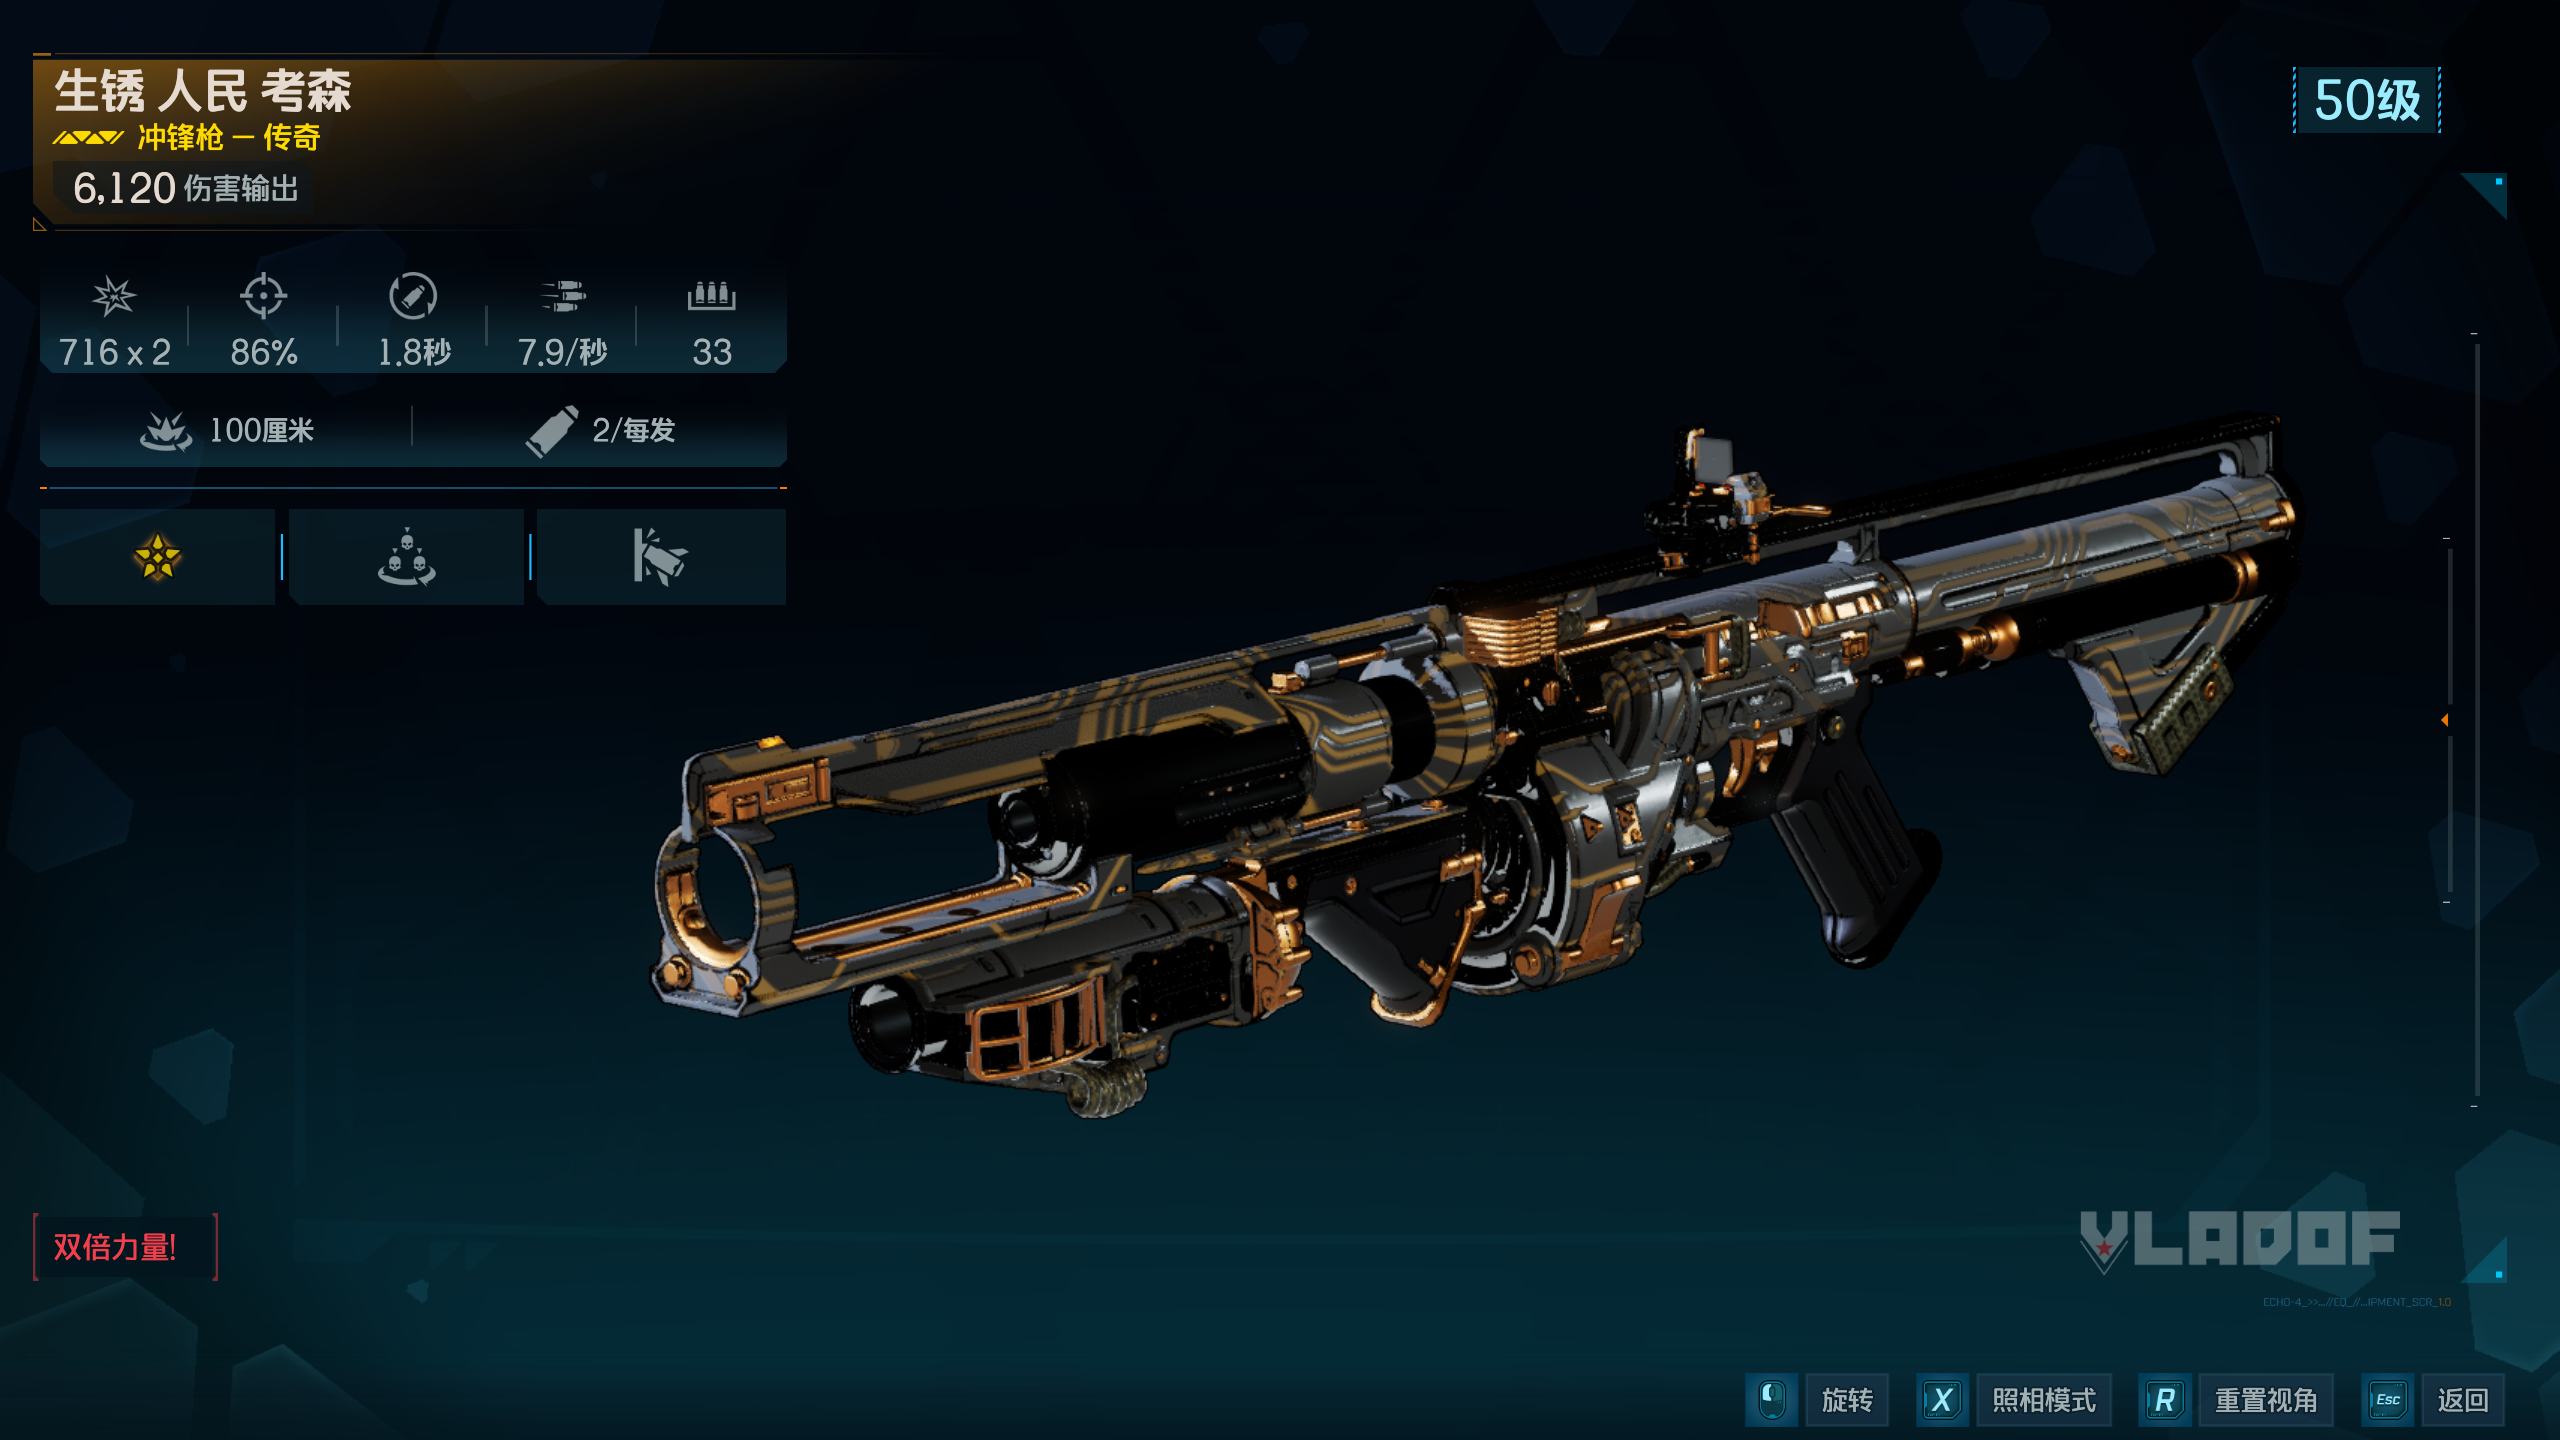 生锈 人民 考森
冲锋枪 – 传奇
6,120 伤害输出
50级
716 x 2
86%
1.8秒
7.9/秒
33
100厘米
2/每发
双倍力量!
VLADOF
旋转
X 照相模式
R 重置视角
Esc 返回